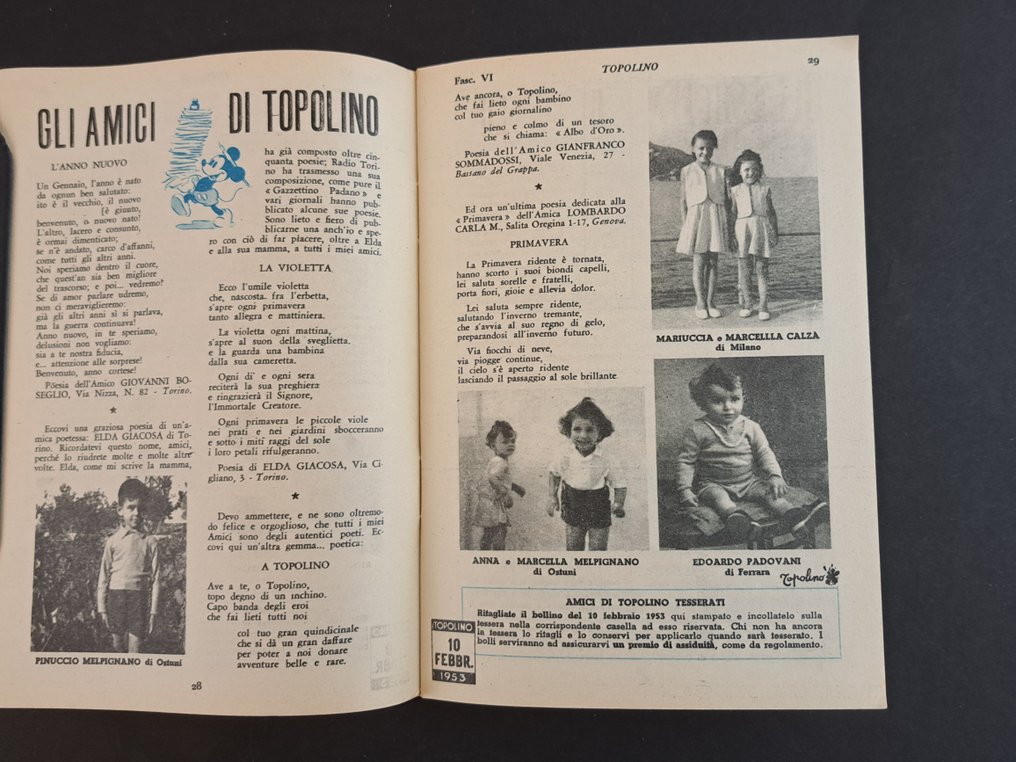 GLI AMICI DI TOPOLINO
L'ANNO NUOVO
Un Gennaio, l'anno è nato
da ognun ben salutato:
ito è il vecchio, il nuovo
[è giunto,
benvenuto, o nuovo nato!
L'altro, lacero e consunto,
è ormai dimenticato;
se n'è andato, carco d'affanni,
come tutti gli altri anni.
Noi speriamo dentro il cuore,
che quest'an sia ben migliore
del trascorso; e poi... vedremo?
Se di amor parlare udremo,
non ci meraviglieremo:
già gli altri anni sì si parlava,
ma la guerra continuava!
Anno nuovo, in te speriamo,
delusioni non vogliamo:
sia a te nostra fiducia,
e... attenzione alle sorprese!
Benvenuto, anno cortese!
Poesia dell'Amico GIOVANNI BO-
SEGLIO, Via Nizza, N. 82 - Torino.
★
Eccovi una graziosa poesia di un'a-
mica poetessa: ELDA GIACOSA di To-
rino. Ricordatevi questo nome, amici,
perché lo riudrete molte e molte altre
volte. Elda, come mi scrive la mamma,
PINUCCIO MELPIGNANO di Ostuni
ha già composto oltre cin-
quanta poesie; Radio Tori-
no ha trasmesso una sua
composizione, come pure il
« Gazzettino Padano » e
vari giornali hanno pub-
blicato alcune sue poesie.
Sono lieto e fiero di pub-
blicarne una anch'io e spe-
ro con ciò di far piacere, oltre a Elda
e alla sua mamma, a tutti i miei amici.
LA VIOLETTA
Ecco l'umile violetta
che, nascosta fra l'erbetta,
s'apre ogni primavera
tanto allegra e mattiniera.
La violetta ogni mattina,
s'apre al suon della sveglietta
e la guarda una bambina
dalla sua cameretta.
Ogni dì e ogni sera
reciterà la sua preghiera
e ringrazierà il Signore,
l'Immortale Creatore.
Ogni primavera le piccole viole
nei prati e nei giardini sbocceranno
e sotto i miti raggi del sole
i loro petali rifulgeranno.
Poesia di ELDA GIACOSA, Via Ci-
gliano, 3 - Torino.
★
Devo ammettere, e ne sono oltremo-
do felice e orgoglioso, che tutti i miei
Amici sono degli autentici poeti. Ec-
covi qui un'altra gemma... poetica:
A TOPOLINO
Ave a te, o Topolino,
topo degno di un inchino.
Capo banda degli eroi
che fai lieti tutti noi
col tuo gran quindicinale
che si dà un gran daffare
per poter a noi donare
avventure belle e rare.
28
Fasc. VI
TOPOLINO
29
Ave ancora, o Topolino,
che fai lieto ogni bambino
col tuo gaio giornalino
pieno e colmo di un tesoro
che si chiama: « Albo d'Oro ».
Poesia dell'Amico GIANFRANCO
SOMMADOSSI, Viale Venezia, 27 -
Bassano del Grappa.
★
Ed ora un'ultima poesia dedicata alla
« Primavera » dell'Amica LOMBARDO
CARLA M., Salita Oregina 1-17, Genova.
PRIMAVERA
La Primavera ridente è tornata,
hanno scorto i suoi biondi capelli,
lei saluta sorelle e fratelli,
porta fiori, gioie e allevia dolor.
Lei saluta sempre ridente,
salutando l'inverno tremante,
che s'avvia al suo regno di gelo,
preparandosi all'inverno futuro.
Via fiocchi di neve,
via piogge continue,
il cielo s'è aperto ridente
lasciando il passaggio al sole brillante.
MARIUCCIA e MARCELLLA CALZÀ
di Milano
ANNA e MARCELLA MELPIGNANO
di Ostuni
EDOARDO PADOVANI
di Ferrara
Topolino
AMICI DI TOPOLINO TESSERATI
Ritagliate il bollino del 10 febbraio 1953 qui stampato e incollatelo sulla
tessera nella corrispondente casella ad esso riservata. Chi non ha ancora
la tessera lo ritagli e lo conservi per applicarlo quando sarà tesserato. I
bolli serviranno ad assicurarvi un premio di assiduità, come da regolamento.
TOPOLINO
10
FEBBR.
1953